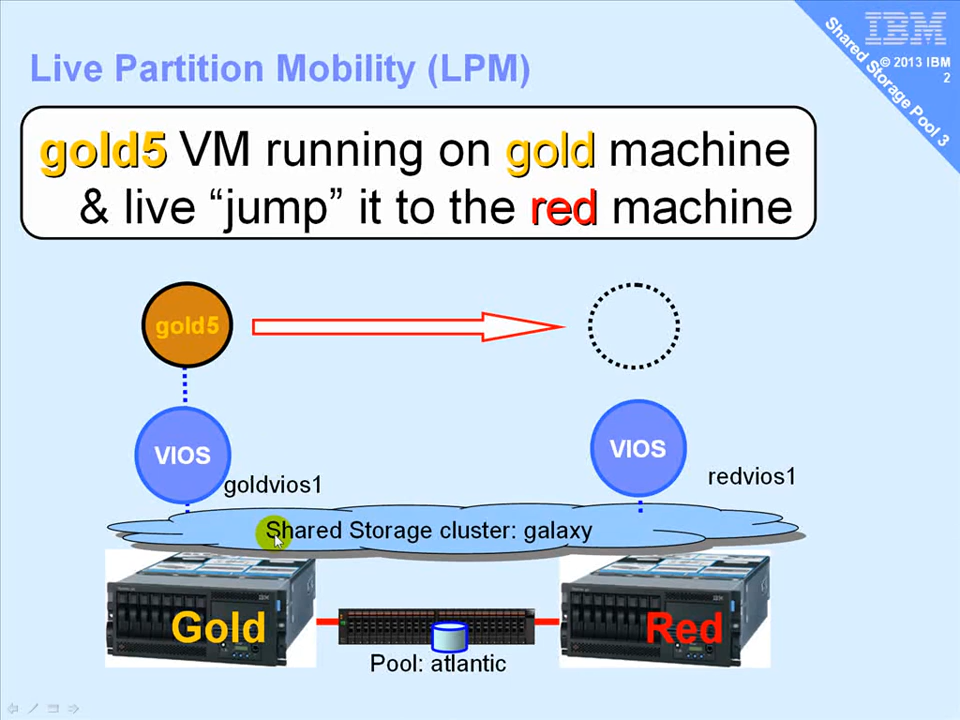 Live Partition Mobility (LPM)
IBM
© 2013 IBM
2
Shared Storage Pool 3
gold5 VM running on gold machine
& live “jump” it to the red machine
gold5
VIOS
VIOS
goldvios1
redvios1
Shared Storage cluster: galaxy
IBM
IBM
Gold
Red
Pool: atlantic